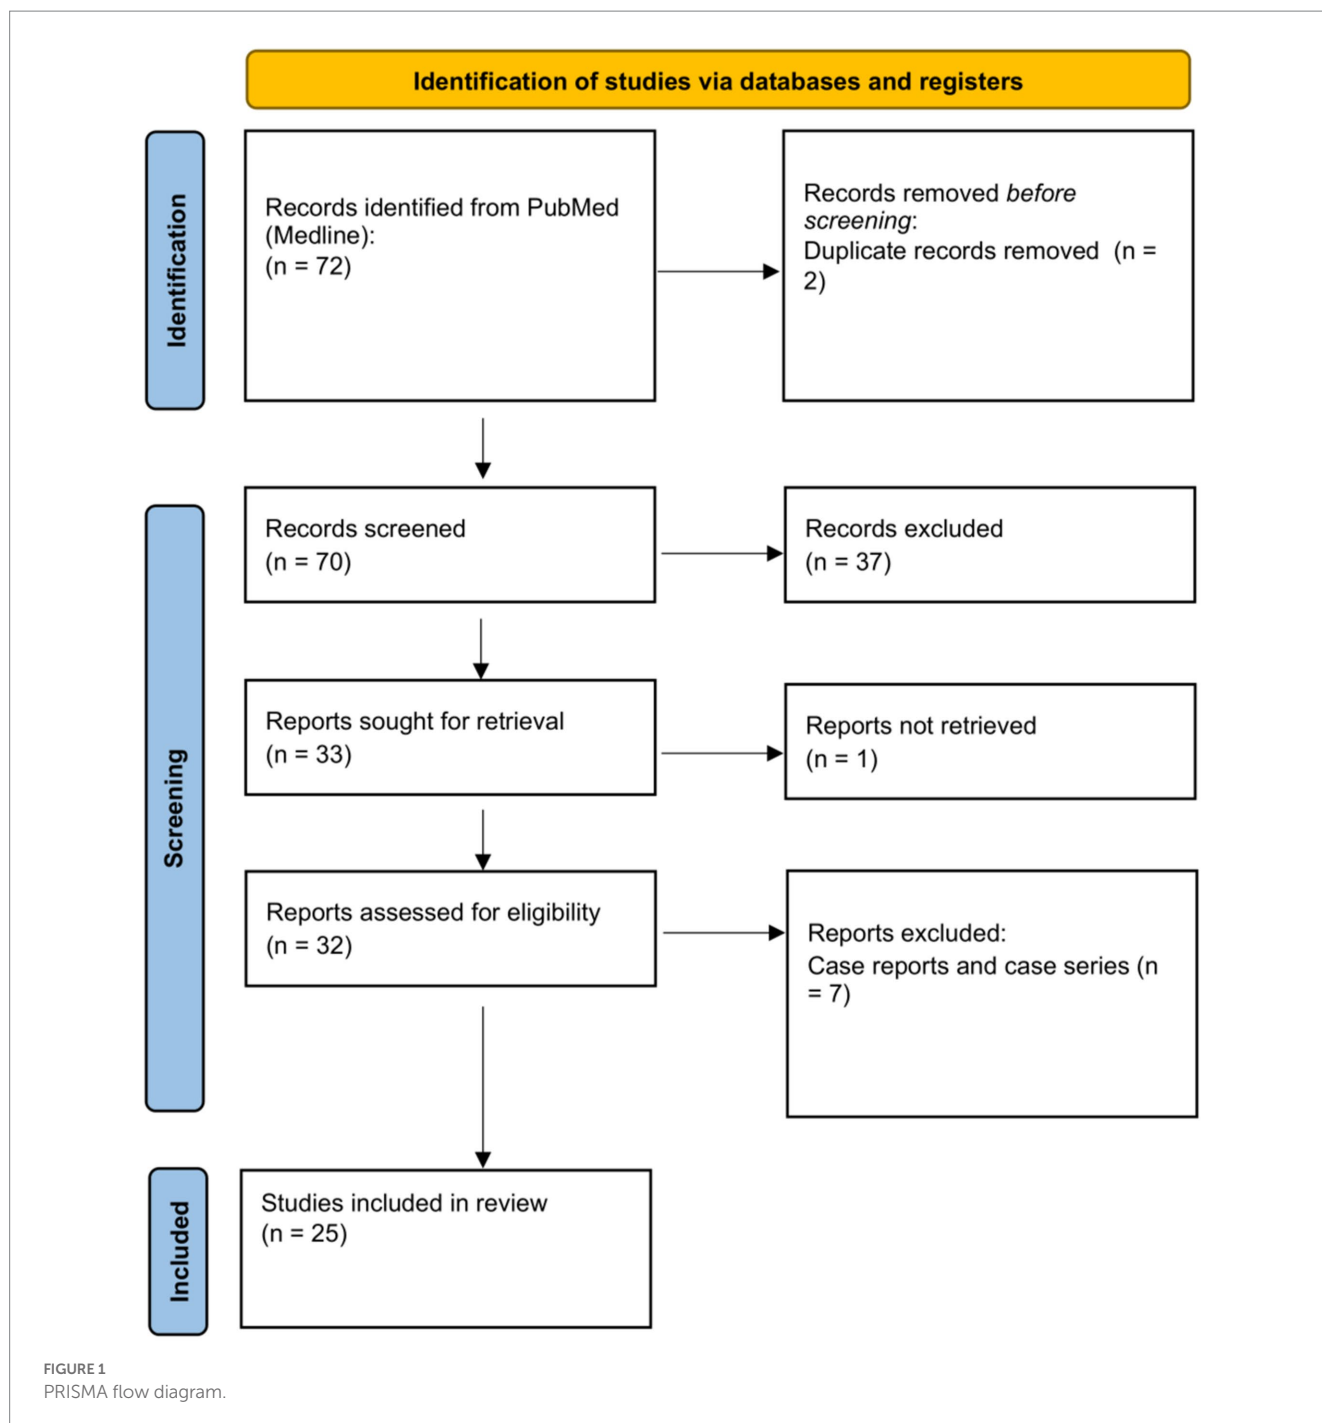 Identification of studies via databases and registers
Identification
Records identified from PubMed
(Medline):
(n = 72)
Records removed before
screening:
Duplicate records removed (n =
2)
Screening
Records screened
(n = 70)
Records excluded
(n = 37)
Reports sought for retrieval
(n = 33)
Reports not retrieved
(n = 1)
Reports assessed for eligibility
(n = 32)
Reports excluded:
Case reports and case series (n
= 7)
Included
Studies included in review
(n = 25)
FIGURE 1
PRISMA flow diagram.